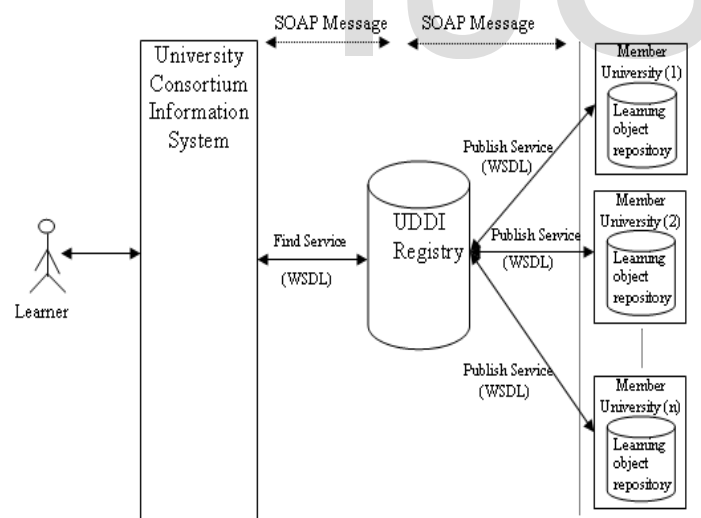 SOAP Message
SOAP Message
University
Consortium
Information
System
Member
University (1)
Learning
object
repository
Publish Service
(WSDL)
UDDI
Registry
Find Service
(WSDL)
Learner
Member
University (2)
Learning
object
repository
Publish Service
(WSDL)
Publish Service
(WSDL)
Member
University (n)
Learning
object
repository